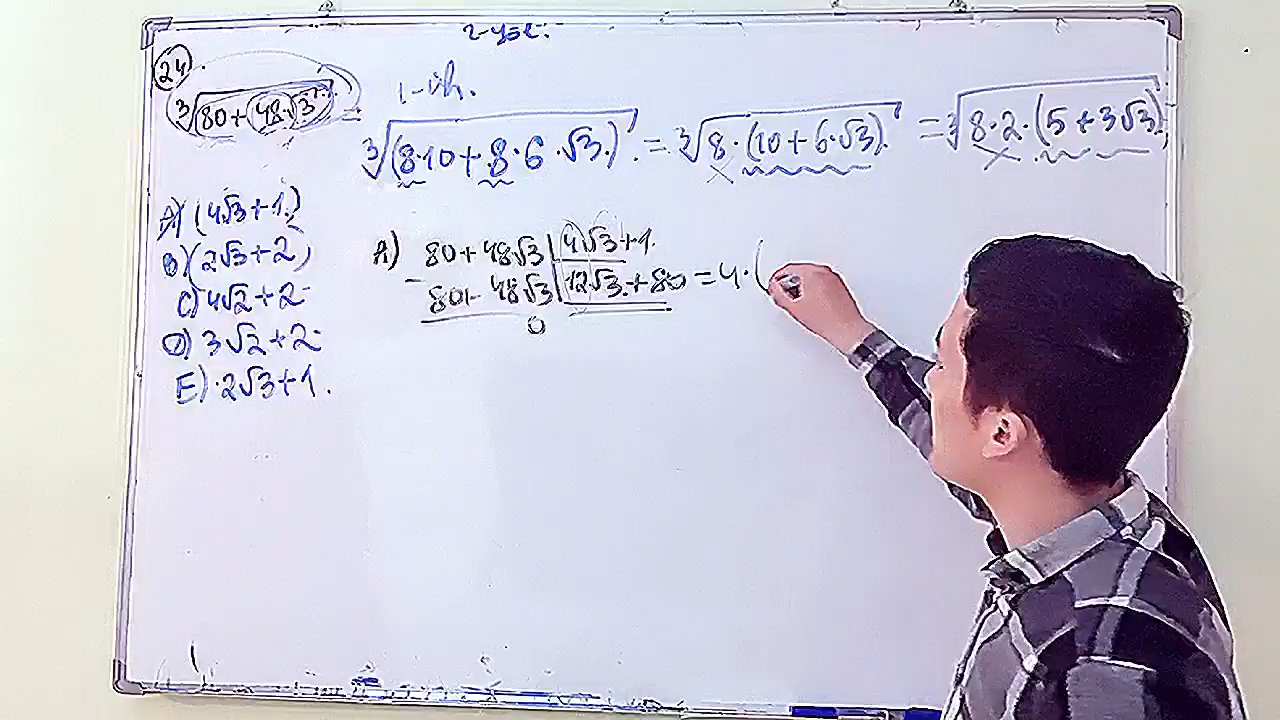 24
∛80+48√3
1-
∛(8·10+8·6·√3) = ∛8·(10+6·√3) = ∛8·2·(5+3√3)
A) (4√3+1)
B) (2√3+2)
C) 4√2+2
D) 3√2+2
E) 2√3+1.
A) 80+48√3 | 4√3+1
- 80+48√3 | 12√3+80 = 4·(
0